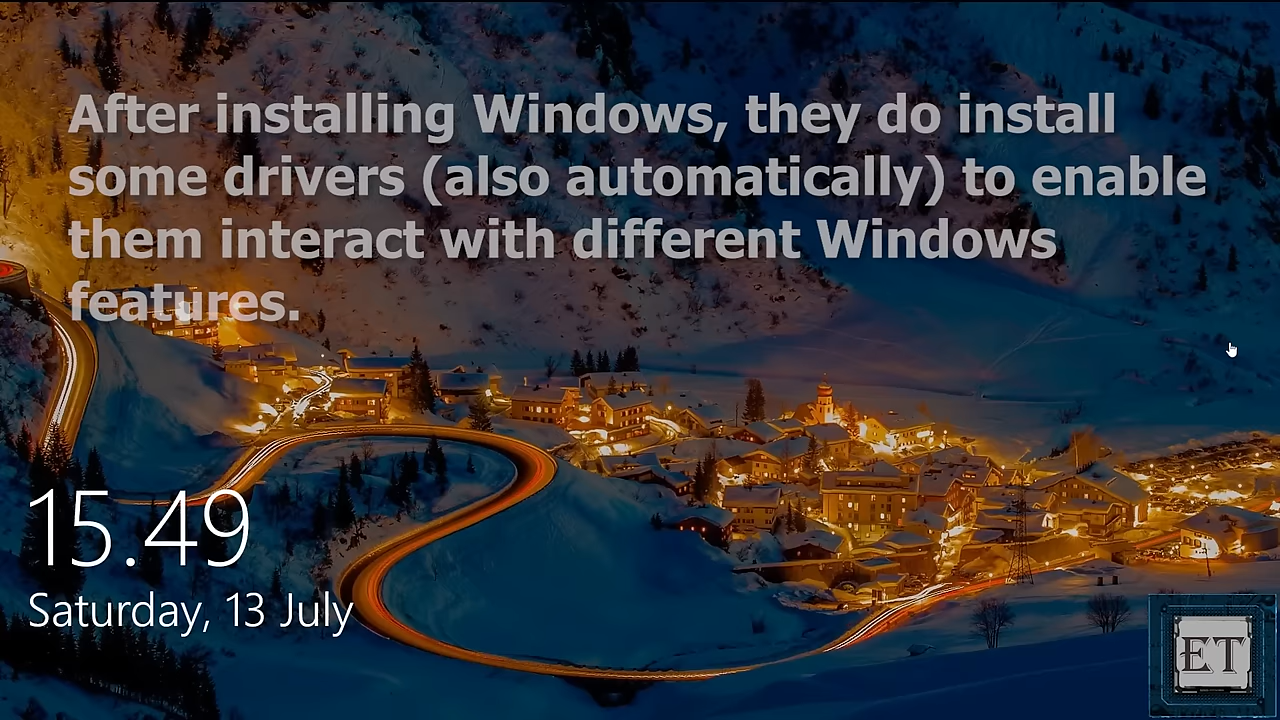 After installing Windows, they do install
some drivers (also automatically) to enable
them interact with different Windows
features.
15.49
Saturday, 13 July
ET